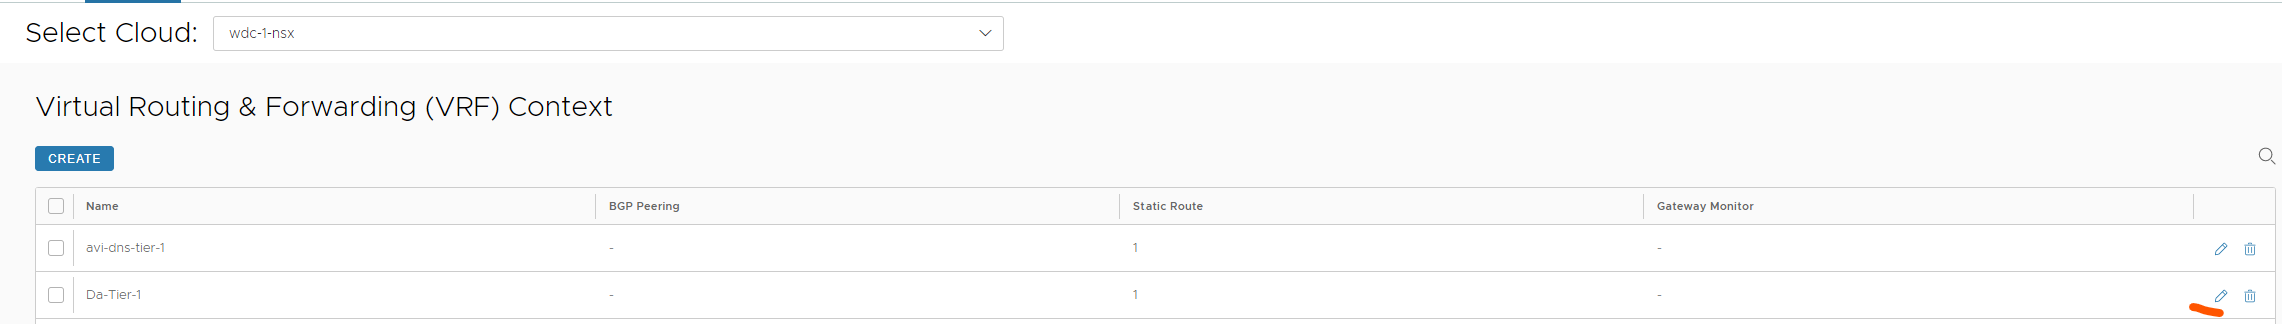 Select Cloud: wdc-1-nsx
Virtual Routing & Forwarding (VRF) Context
CREATE
Name BGP Peering Static Route Gateway Monitor
avi-dns-tier-1 - 1 -
Da-Tier-1 - 1 -